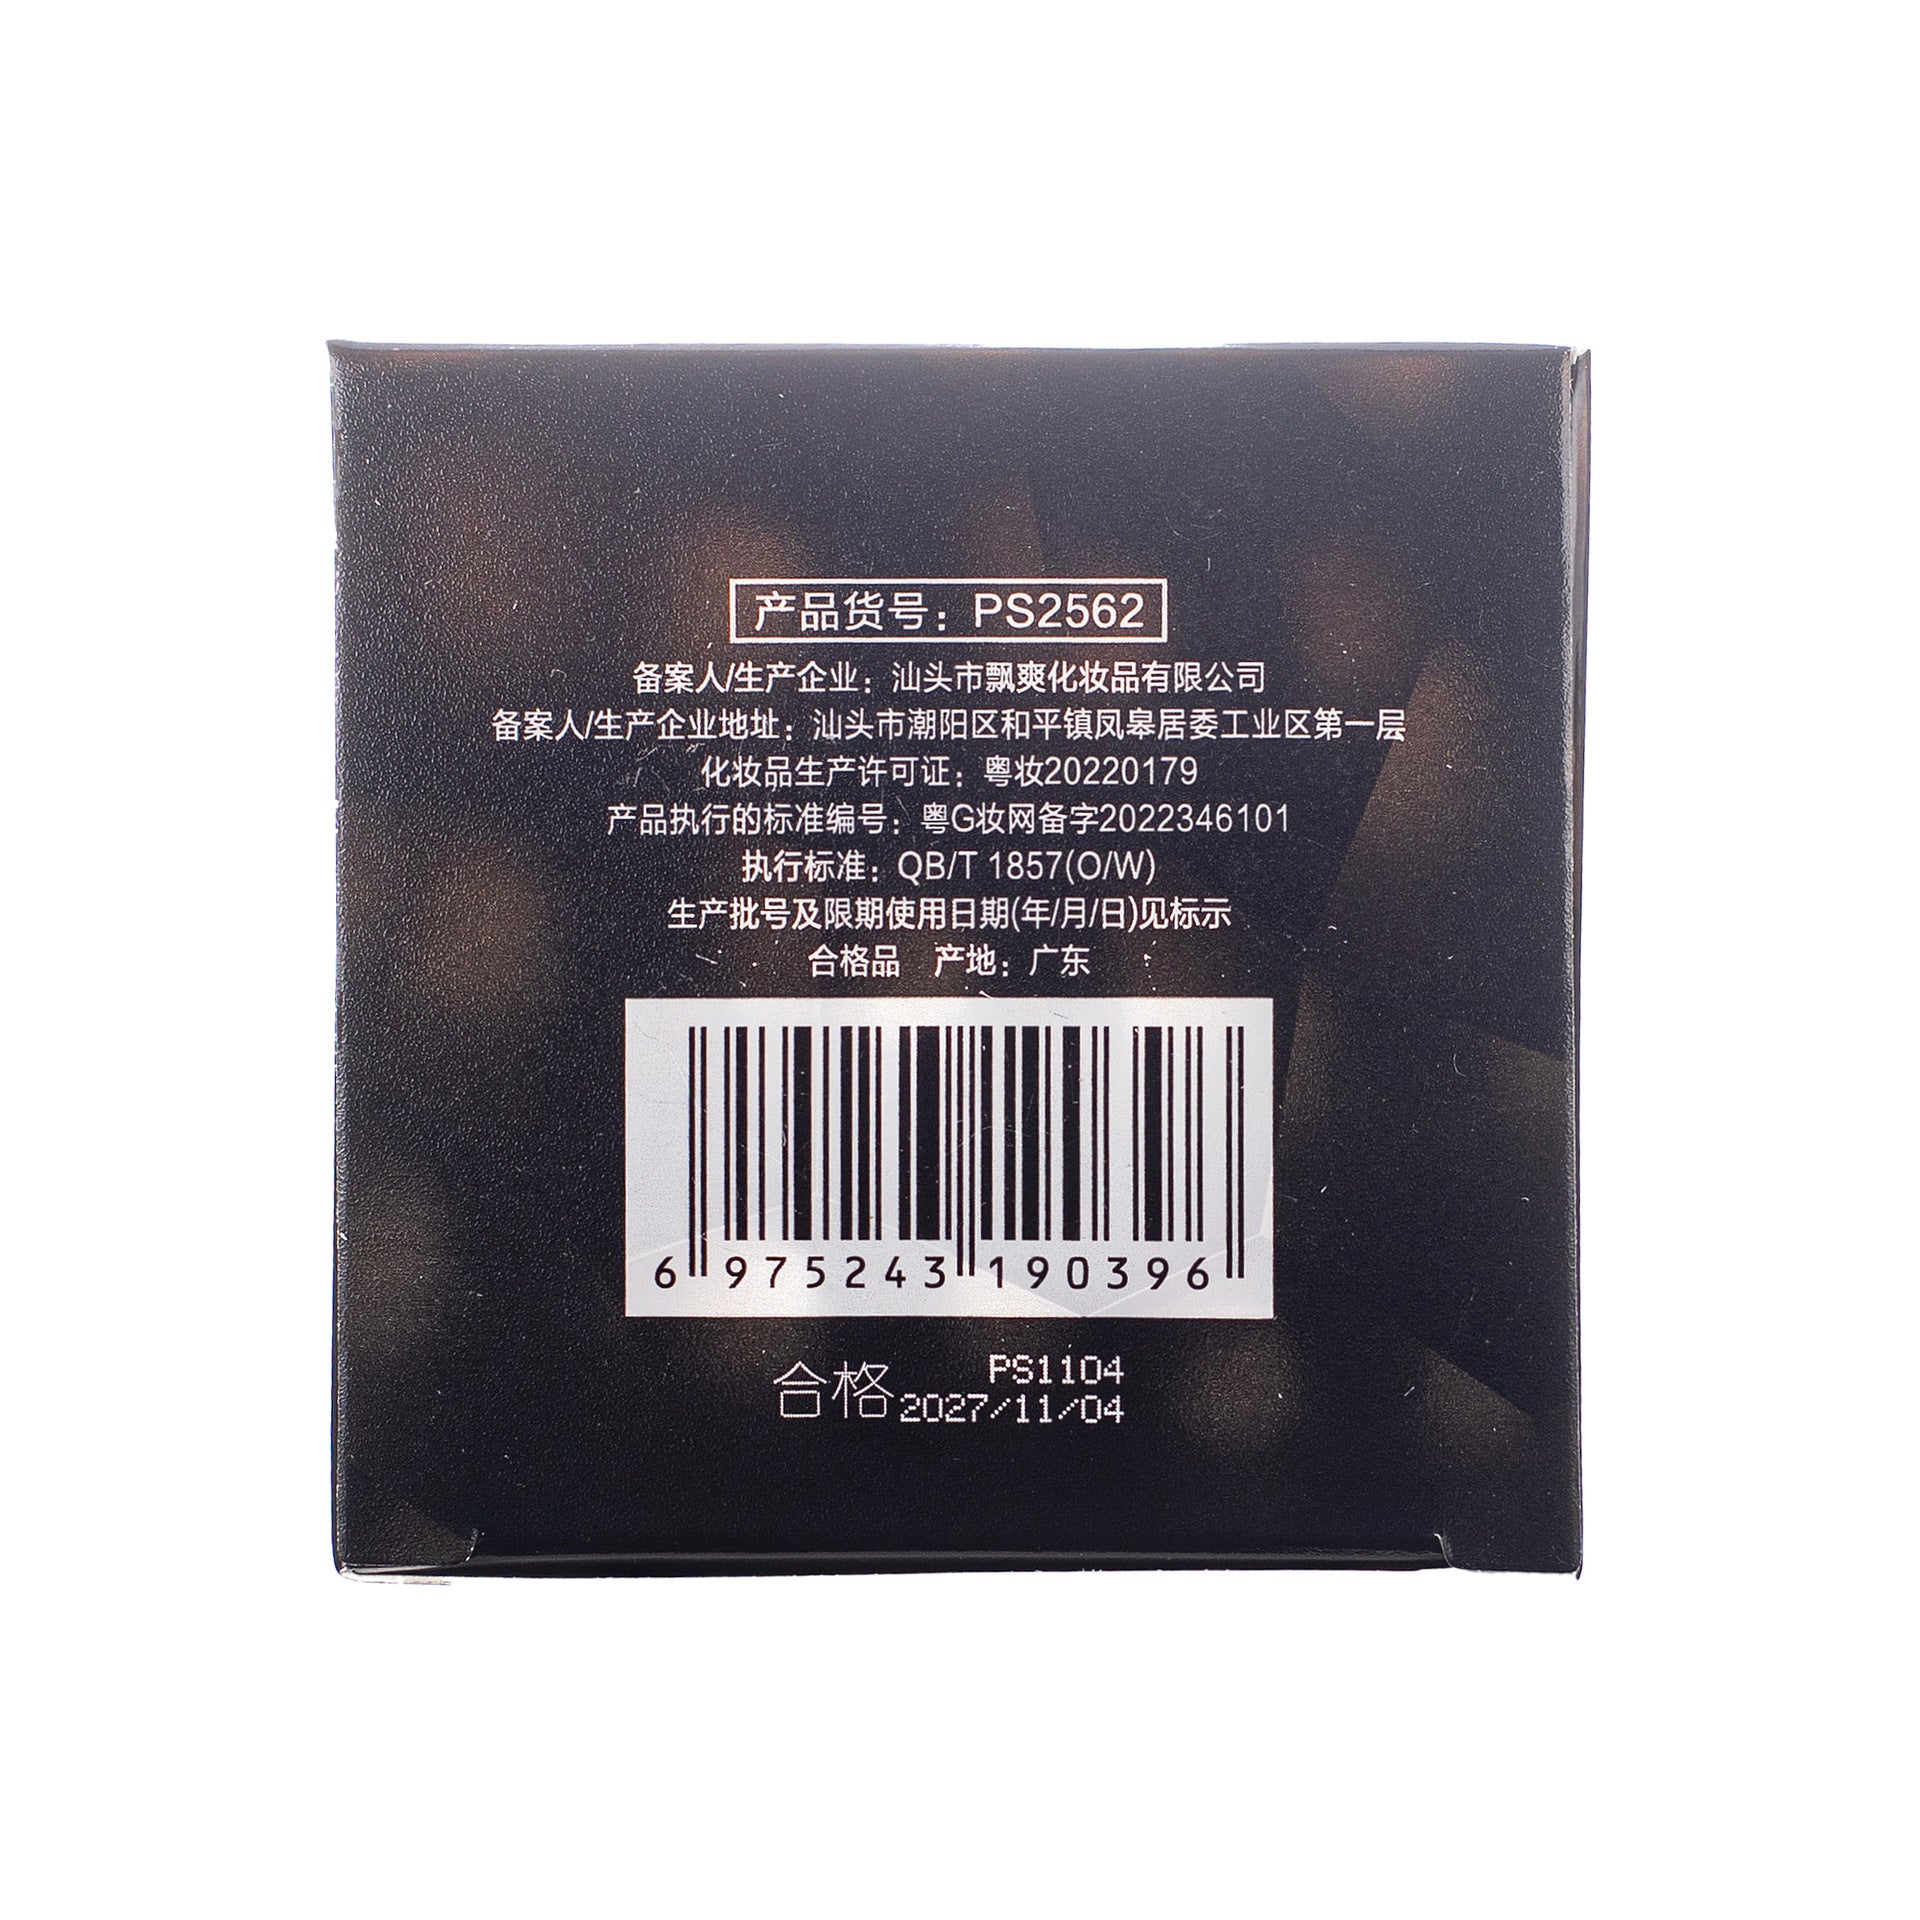 产品货号：PS2562
备案人/生产企业：汕头市飘爽化妆品有限公司
备案人/生产企业地址：汕头市潮阳区和平镇凤皋居委工业区第一层
化妆品生产许可证：粤妆20220179
产品执行的标准编号：粤G妆网备字2022346101
执行标准：QB/T 1857(O/W)
生产批号及限期使用日期(年/月/日)见标示
合格品 产地：广东
6 975243 190396
合格 PS1104
2027/11/04